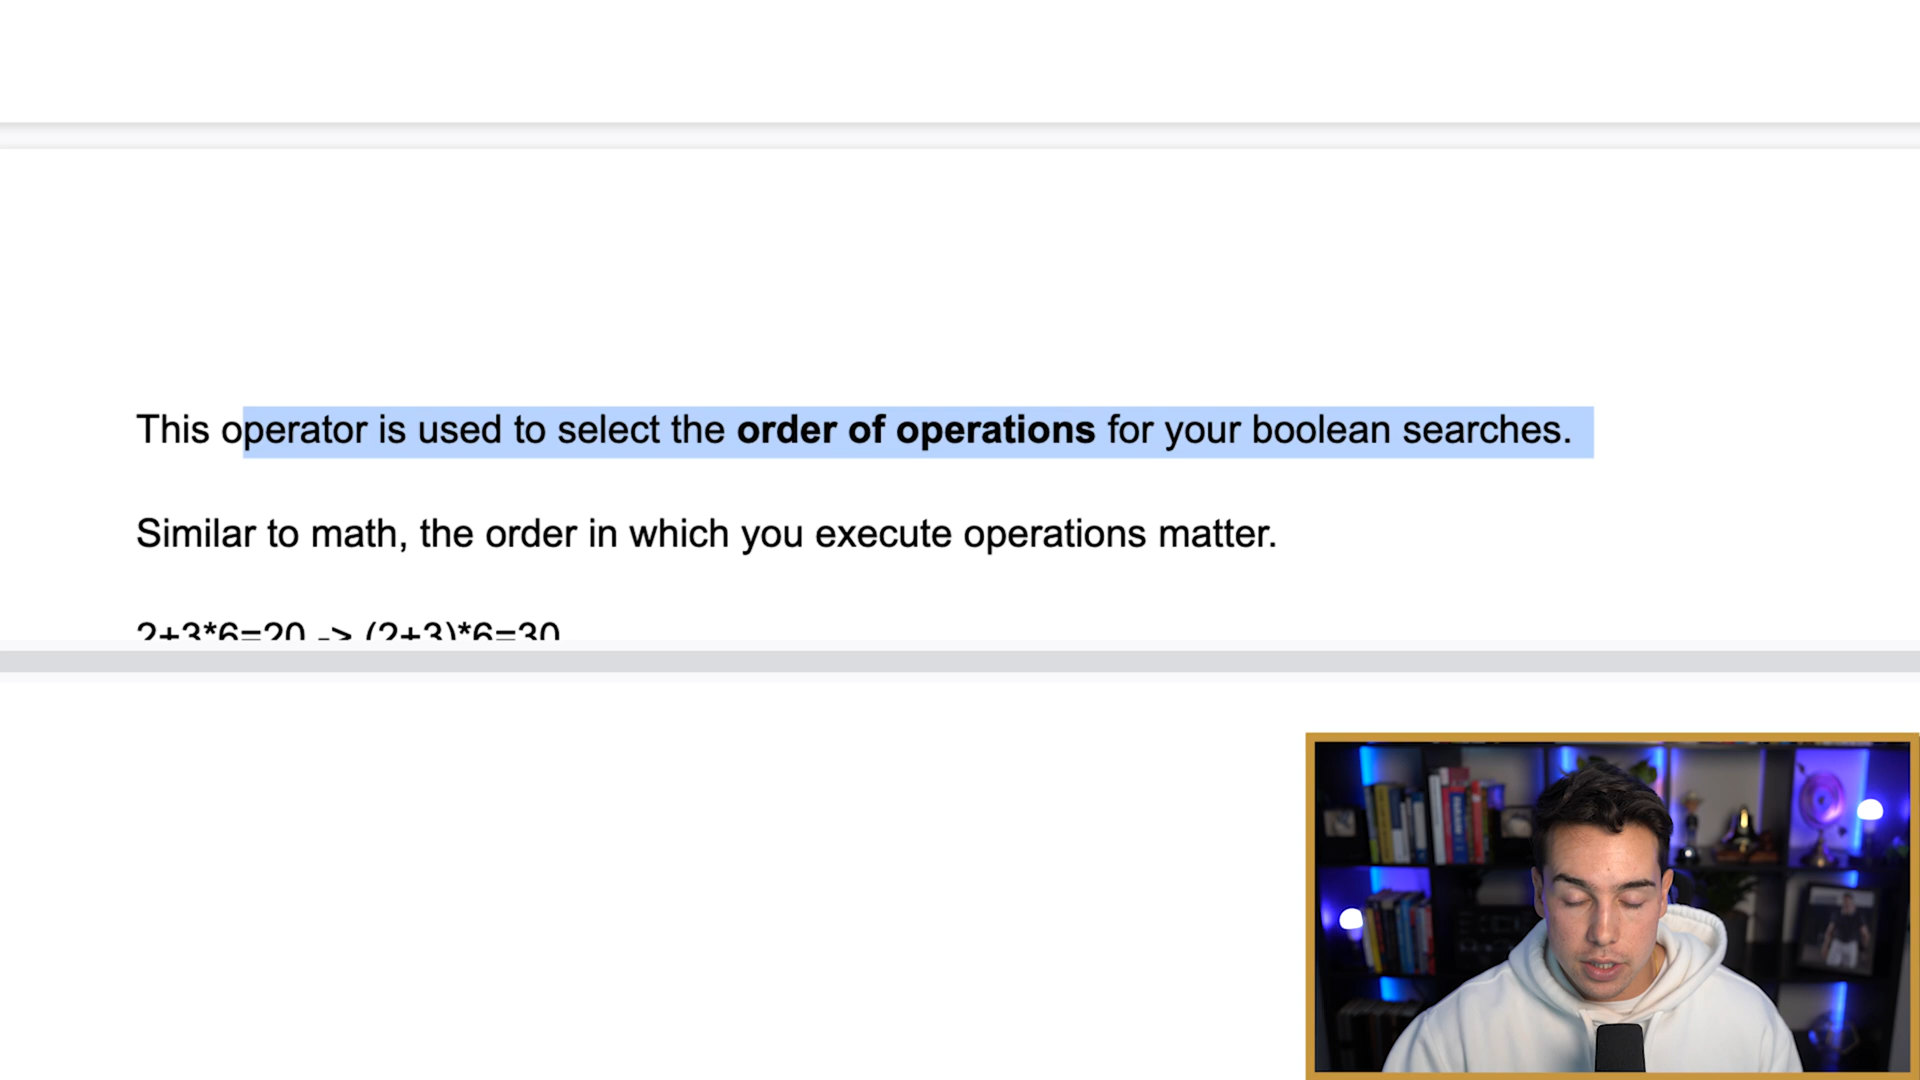 This operator is used to select the order of operations for your boolean searches.
Similar to math, the order in which you execute operations matter.
2+3*6=20 -> (2+3)*6=30